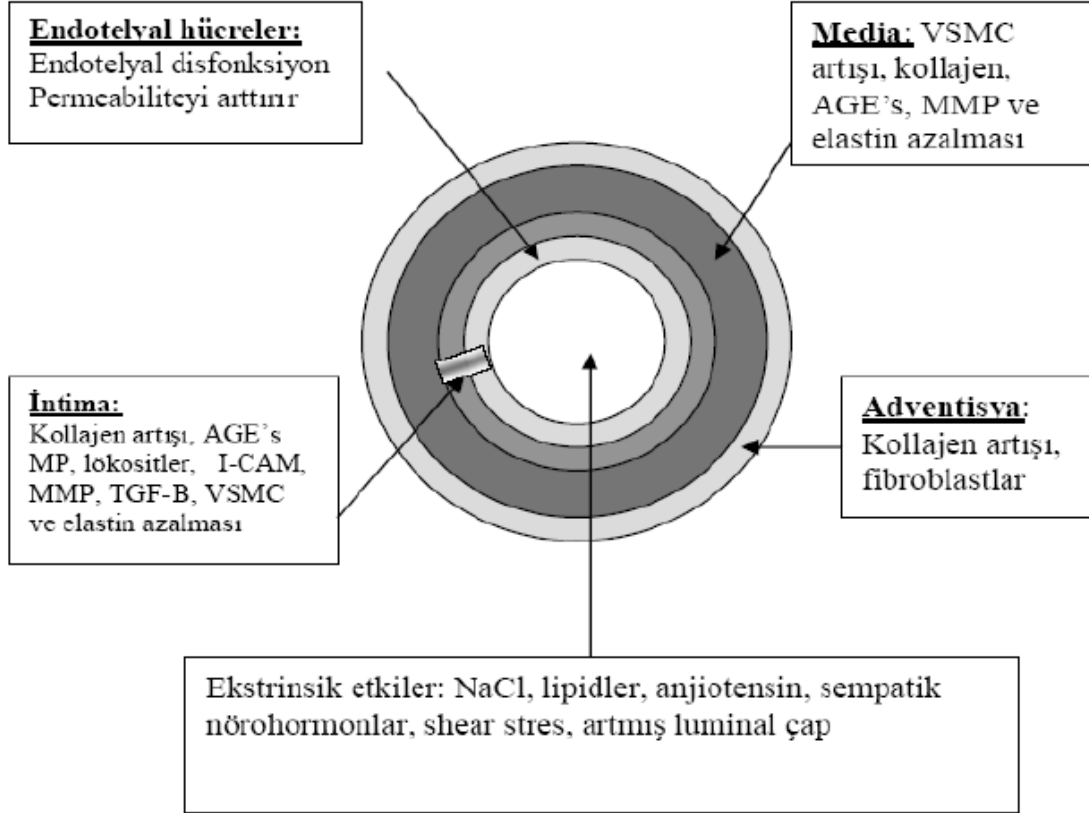 Endotelyal hücreler:
Endotelyal disfonksiyon
Permeabiliteyi arttırır
Media: VSMC
artışı, kollajen,
AGE's, MMP ve
elastin azalması
İntima:
Kollajen artışı, AGE's
MP, lökositler, I-CAM,
MMP, TGF-B, VSMC
ve elastin azalması
Adventisya:
Kollajen artışı,
fibroblastlar
Ekstrinsik etkiler: NaCl, lipidler, anjiotensin, sempatik
nörohormonlar, shear stres, artmış luminal çap